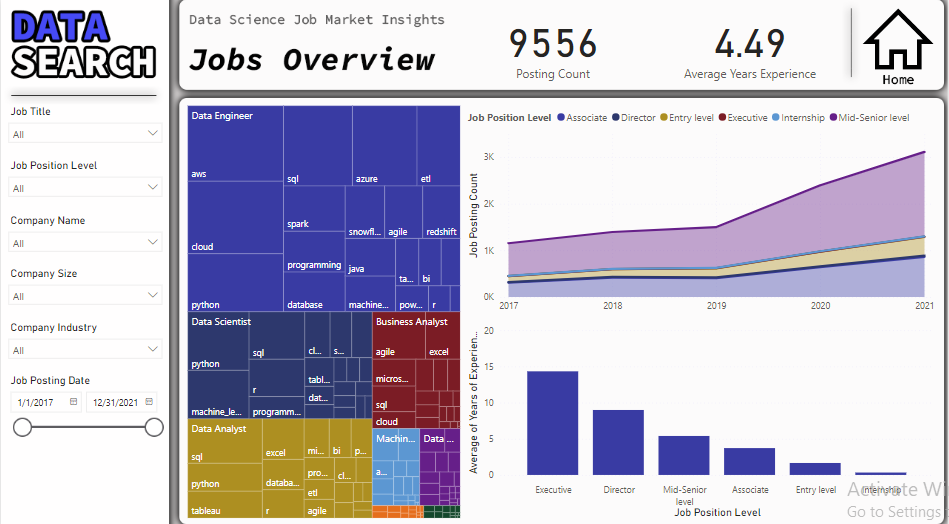 DATA
SEARCH
Data Science Job Market Insights
Jobs Overview
9556
Posting Count
4.49
Average Years Experience
Home
Job Title
All
Job Position Level
All
Company Name
All
Company Size
All
Company Industry
All
Job Posting Date
1/1/2017
12/31/2021
Data Engineer
aws
sql
azure
etl
cloud
spark
snowfl...
agile
redshift
programming
java
ta...
bi
python
database
machine...
pow...
r
Data Scientist
python
sql
cl...
s...
r
tabl...
dat...
machine_le...
programm...
Business Analyst
agile
excel
micros...
sql
cloud
Data Analyst
sql
excel
mi...
bi
p...
python
databa...
pro...
cl...
etl
tableau
r
agile
Machin...
a...
Data ...
Job Position Level Associate Director Entry level Executive Internship Mid-Senior level
Job Posting Count
3K
2K
1K
0K
2017 2018 2019 2020 2021
Average of Years of Experien...
20
15
10
5
0
Executive Director Mid-Senior level Associate Entry level Internship
Job Position Level
Activate Wi
Go to Settings